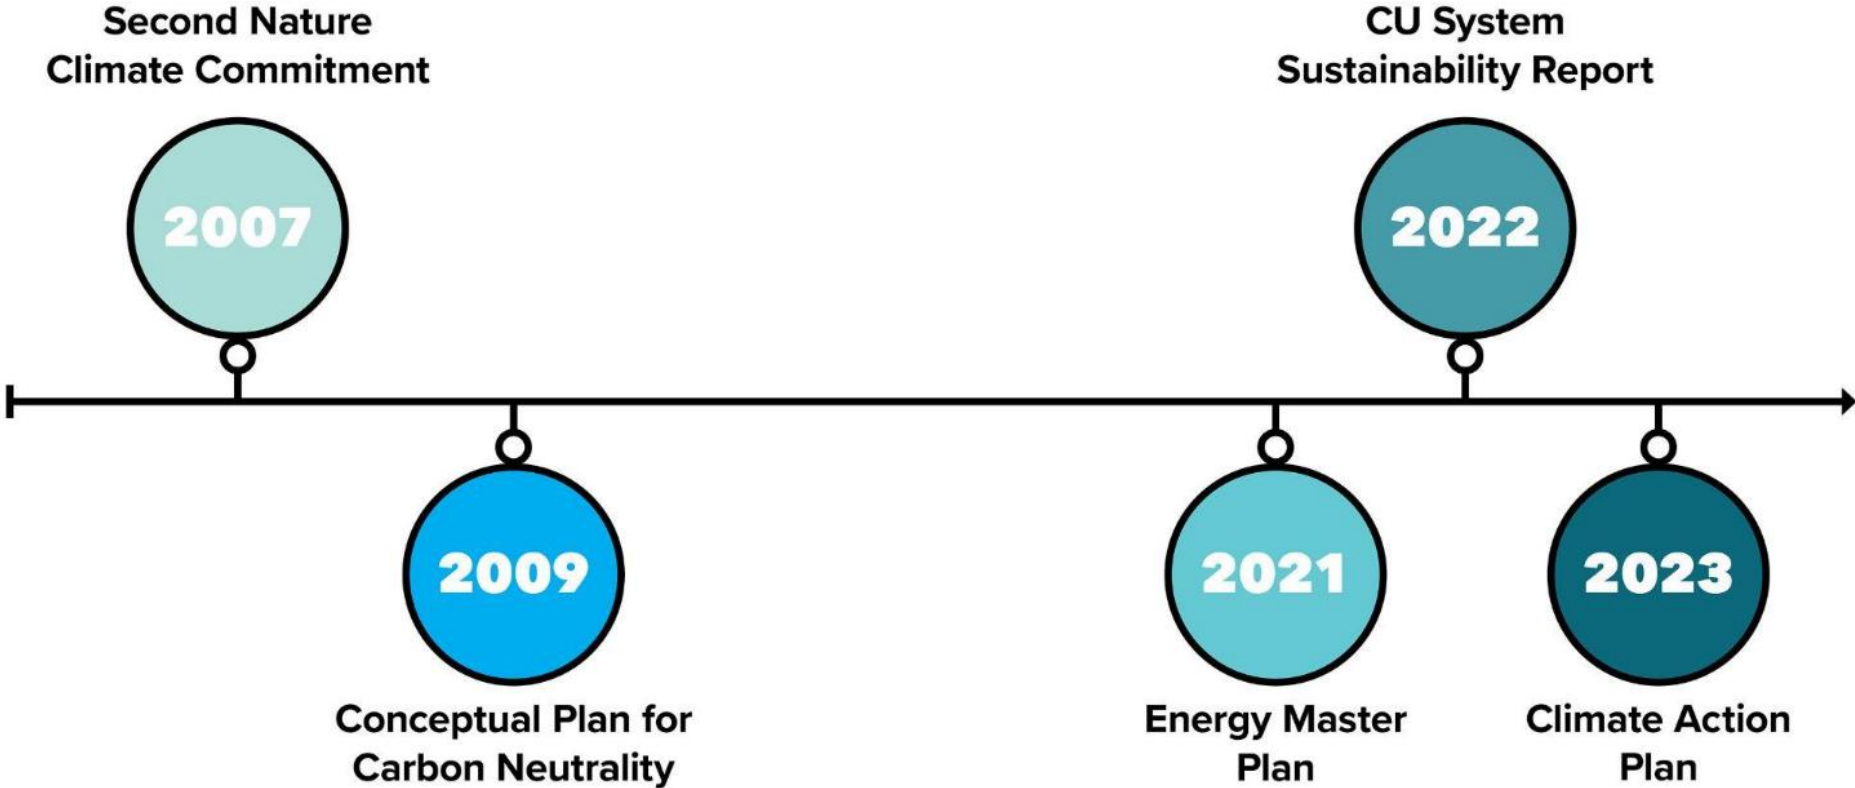 Second Nature
Climate Commitment
2007
2009
Conceptual Plan for
Carbon Neutrality
2021
Energy Master
Plan
CU System
Sustainability Report
2022
2023
Climate Action
Plan